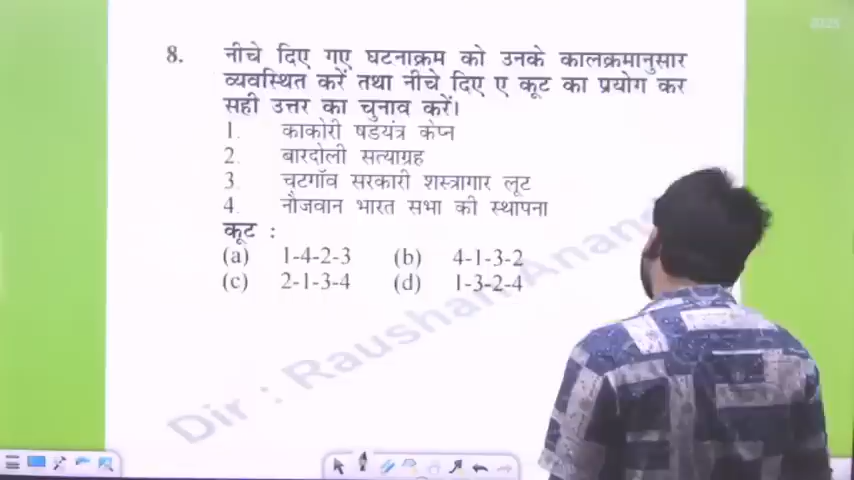 8. नीचे दिए गए घटनाक्रम को उनके कालक्रमानुसार
व्यवस्थित करें तथा नीचे दिए ए कूट का प्रयोग कर
सही उत्तर का चुनाव करें।
1. काकोरी षडयंत्र केप्न
2. बारदोली सत्याग्रह
3. चटगॉव सरकारी शस्त्रागार लूट
4. नौजवान भारत सभा की स्थापना
कूट :
(a) 1-4-2-3 (b) 4-1-3-2
(c) 2-1-3-4 (d) 1-3-2-4
Dir : Raushan Anand